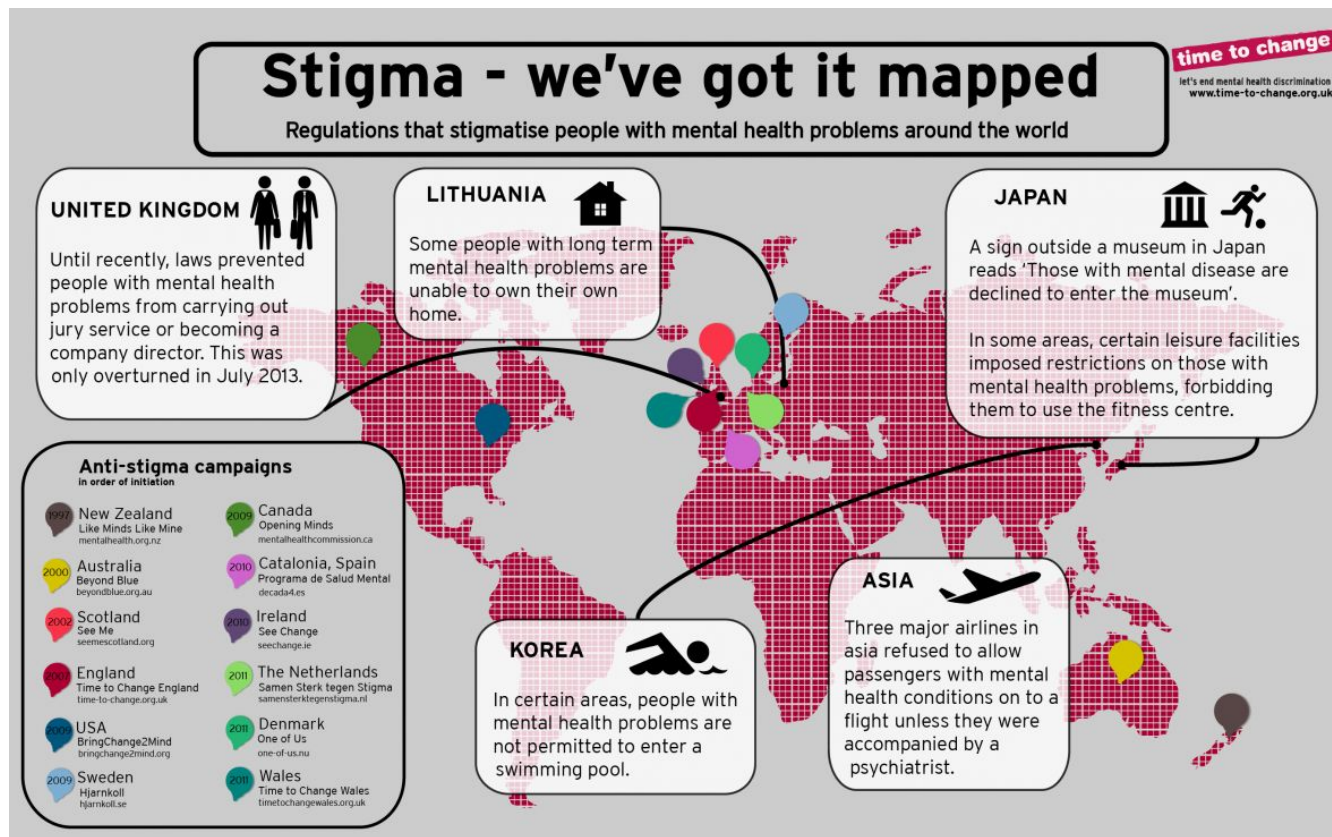 Stigma - we've got it mapped
Regulations that stigmatise people with mental health problems around the world
time to change
let's end mental health discrimination
www.time-to-change.org.uk
UNITED KINGDOM
Until recently, laws prevented
people with mental health
problems from carrying out
jury service or becoming a
company director. This was
only overturned in July 2013.
LITHUANIA
Some people with long term
mental health problems are
unable to own their own
home.
JAPAN
A sign outside a museum in Japan
reads 'Those with mental disease are
declined to enter the museum'.
In some areas, certain leisure facilities
imposed restrictions on those with
mental health problems, forbidding
them to use the fitness centre.
Anti-stigma campaigns
in order of initiation
1997 New Zealand
Like Minds Like Mine
mentalhealth.org.nz
2000 Australia
Beyond Blue
beyondblue.org.au
2002 Scotland
See Me
seemescotland.org
2007 England
Time to Change England
time-to-change.org.uk
2009 USA
BringChange2Mind
bringchange2mind.org
2009 Sweden
Hjarnkoll
hjarnkoll.se
2009 Canada
Opening Minds
mentalhealthcommission.ca
2010 Catalonia, Spain
Programa de Salud Mental
decada4.es
2010 Ireland
See Change
seechange.ie
2011 The Netherlands
Samen Sterk tegen Stigma
samensterktegenstigma.nl
2011 Denmark
One of Us
one-of-us.nu
2011 Wales
Time to Change Wales
timetochangewales.org.uk
KOREA
In certain areas, people with
mental health problems are
not permitted to enter a
swimming pool.
ASIA
Three major airlines in
asia refused to allow
passengers with mental
health conditions on to a
flight unless they were
accompanied by a
psychiatrist.